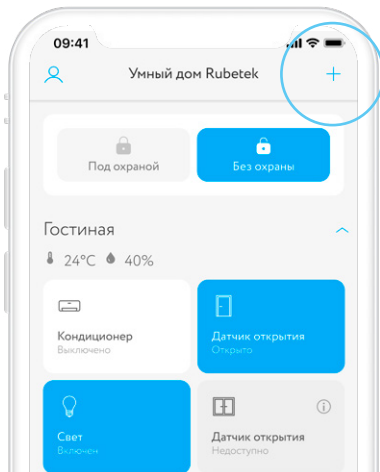 09:41
Умный дом Rubetek
Под охраной
Без охраны
Гостиная
24°C 40%
Кондиционер
Выключено
Датчик открытия
Открыто
Свет
Включен
Датчик открытия
Недоступно